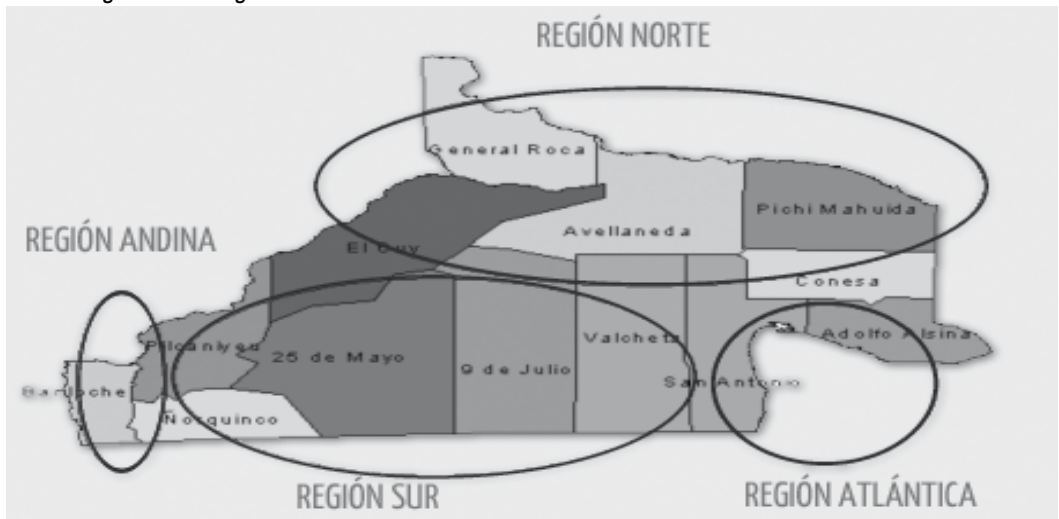 REGIÓN NORTE
General Roca
Pichi Mahuida
Avellaneda
REGIÓN ANDINA
El Cuy
Conesa
Adolfo Alsina
Valcheta
Pilcaniyeu
25 de Mayo
9 de Julio
San Antonio
Bariloche
Ñorquinco
REGIÓN SUR
REGIÓN ATLÁNTICA